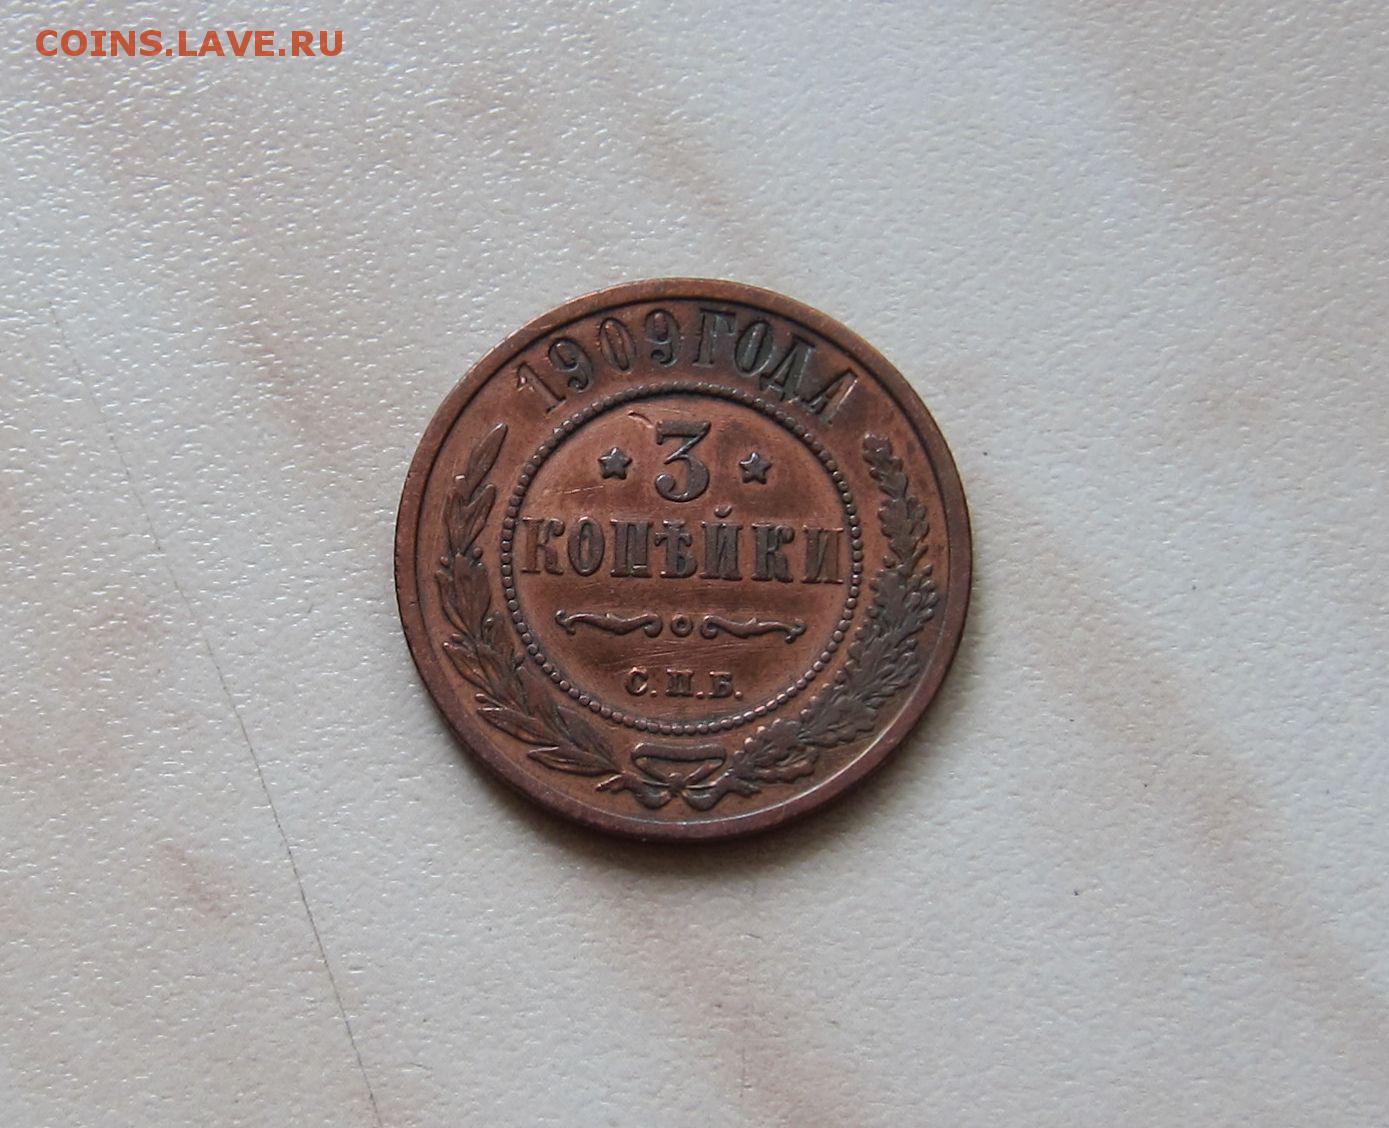 COINS.LAVE.RU
1909 ГОДА
3
КОПѢЙКИ
С.П.Б.